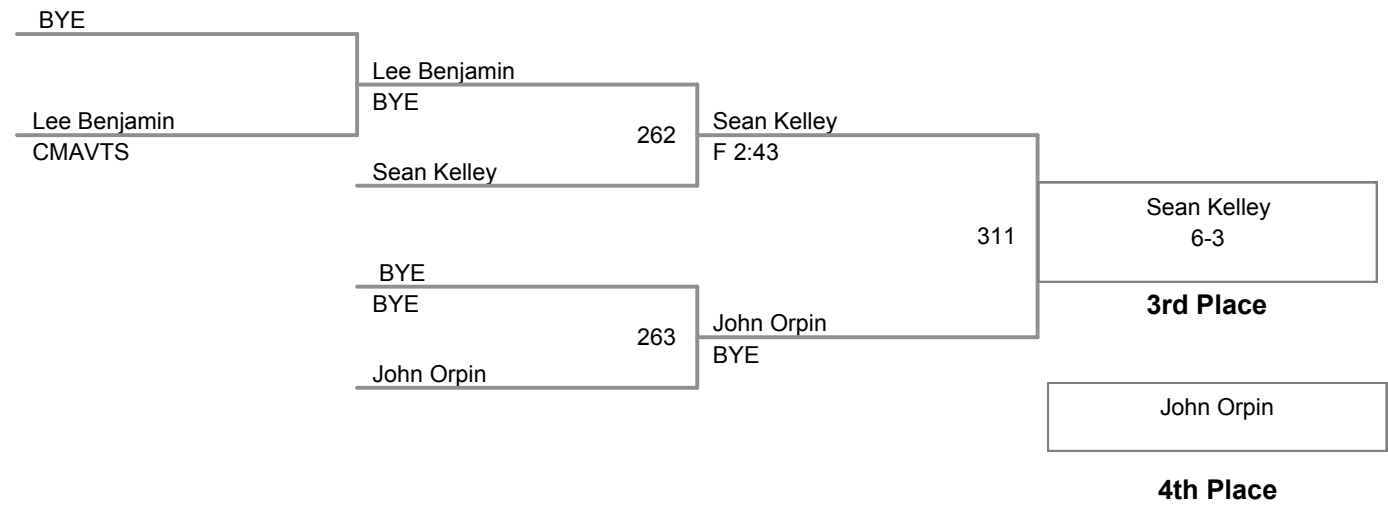 BYE
Lee Benjamin
CMAVTS
Lee Benjamin
BYE
262
Sean Kelley
Sean Kelley
F 2:43
BYE
BYE
263
John Orpin
John Orpin
BYE
311
Sean Kelley
6-3
3rd Place
John Orpin
4th Place